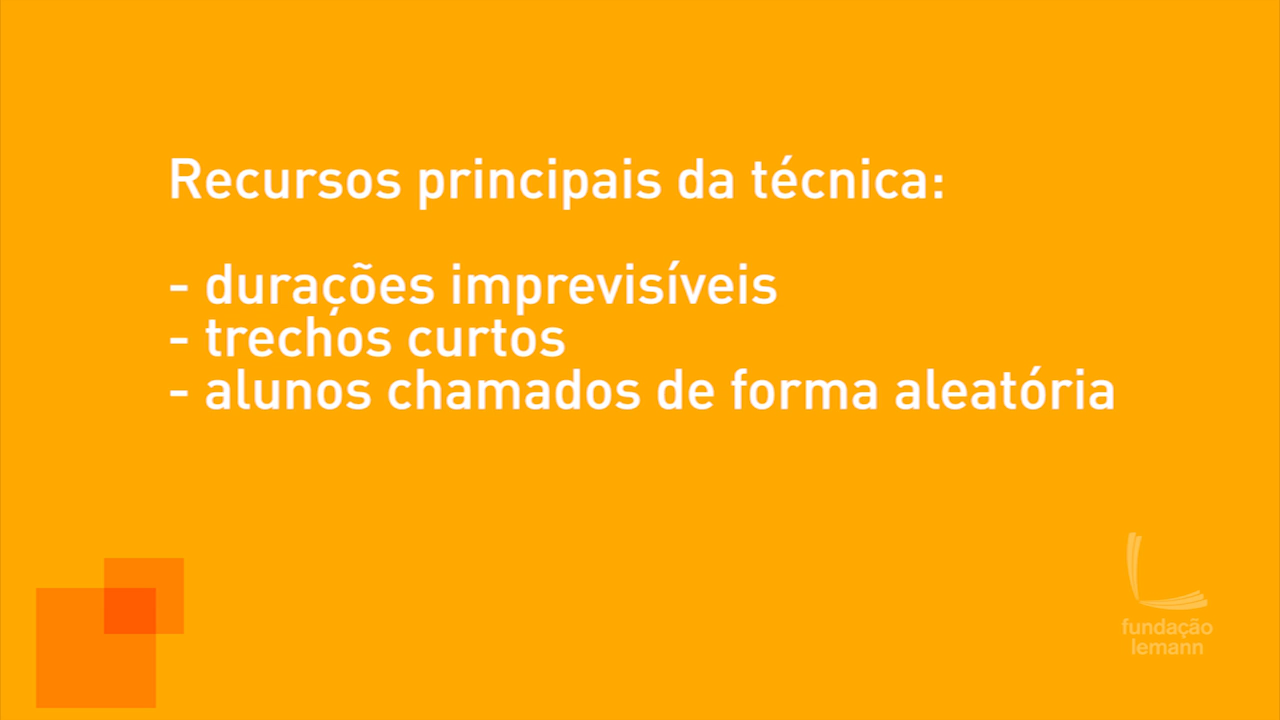 Recursos principais da técnica:
- durações imprevisíveis
- trechos curtos
- alunos chamados de forma aleatória
fundação
lemann